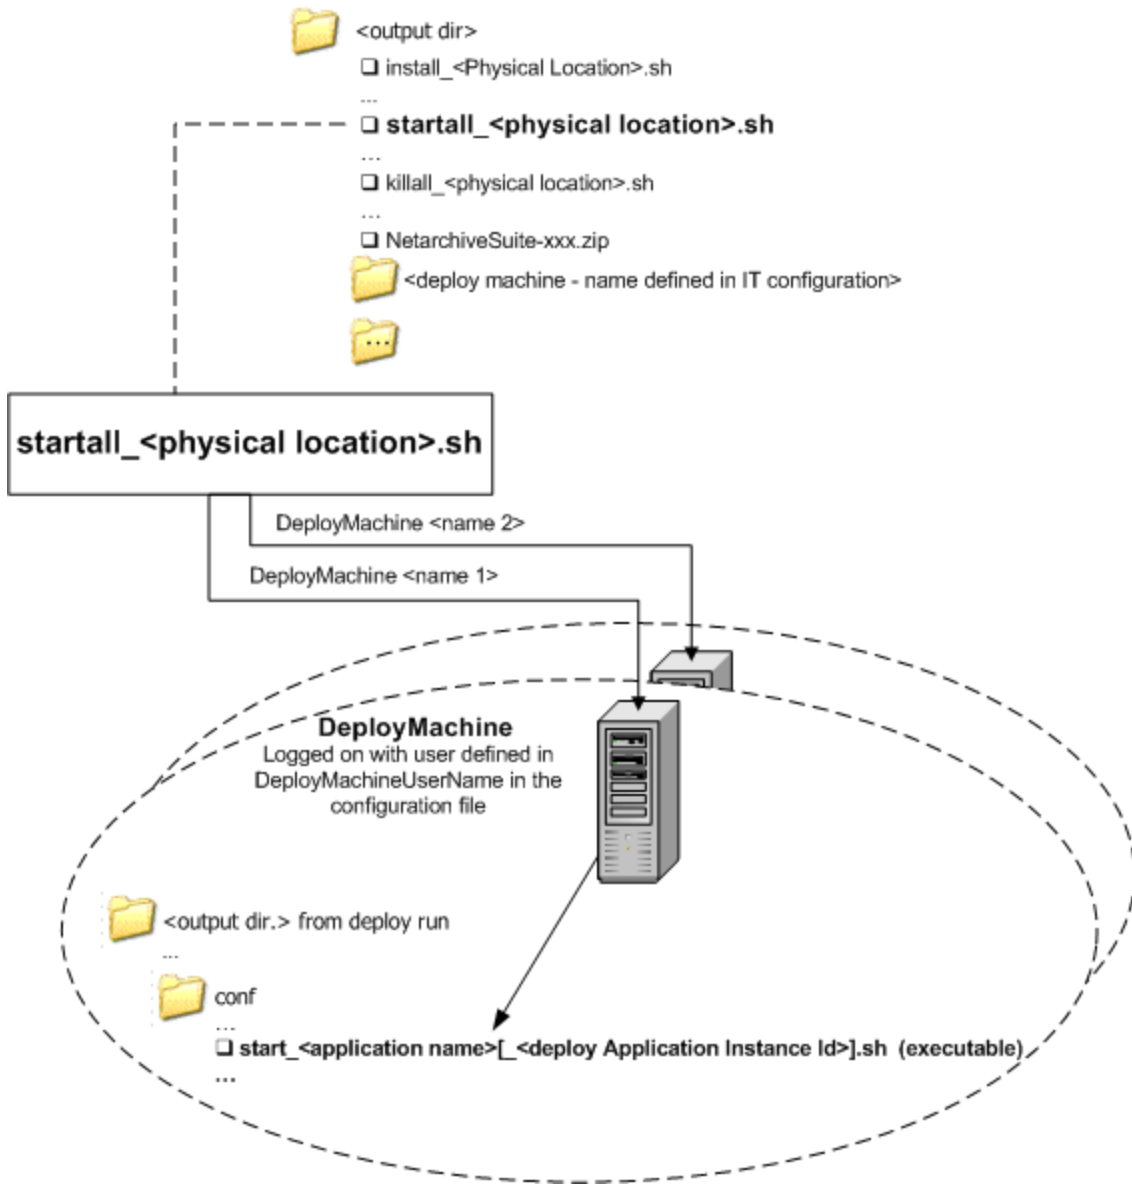 <output dir>
install_<Physical Location>.sh
...
startall_<physical location>.sh
...
killall_<physical location>.sh
...
NetarchiveSuite-xxx.zip
<deploy machine - name defined in IT configuration>
...
startall_<physical location>.sh
DeployMachine <name 2>
DeployMachine <name 1>
DeployMachine
Logged on with user defined in
DeployMachineUserName in the
configuration file
<output dir.> from deploy run
...
conf
...
start_<application name>[_<deploy Application Instance Id>].sh (executable)
...